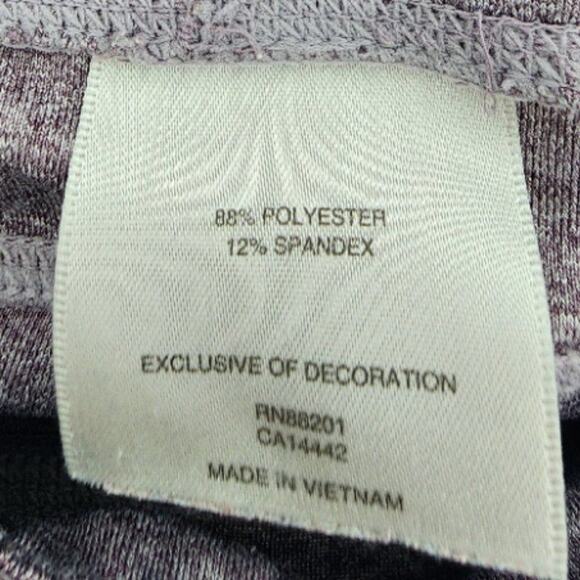 88% POLYESTER
12% SPANDEX
EXCLUSIVE OF DECORATION
RN88201
CA14442
MADE IN VIETNAM